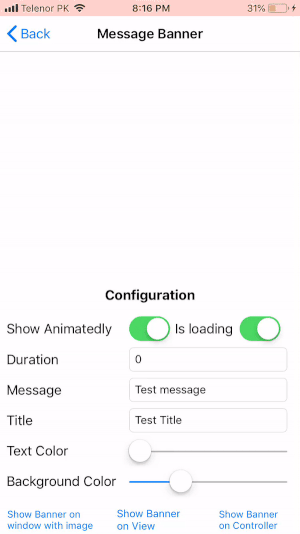 Telenor PK 8:16 PM 31%
Back Message Banner
Configuration
Show Animatedly Is loading
Duration 0
Message Test message
Title Test Title
Text Color
Background Color
Show Banner on window with image
Show Banner on View
Show Banner on Controller